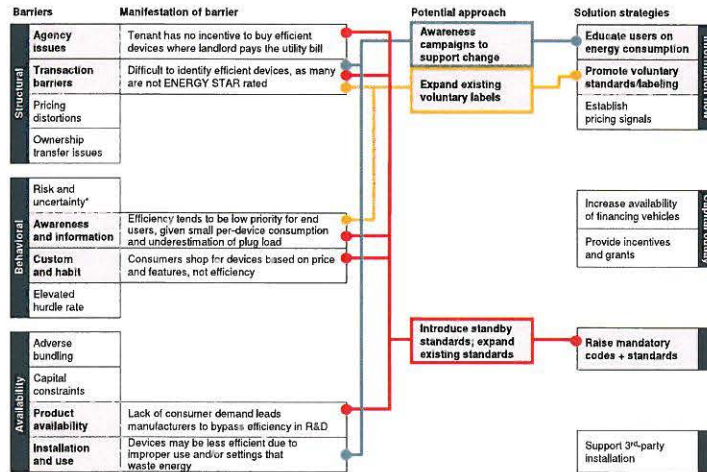 Barriers
Manifestation of barrier
Potential approach
Solution strategies
Structural
Agency
issues
Tenant has no incentive to buy efficient
devices where landlord pays the utility bill
Transaction
barriers
Difficult to identify efficient devices, as many
are not ENERGY STAR rated
Pricing
distortions
Ownership
transfer issues
Behavioral
Risk and
uncertainty*
Awareness
and information
Efficiency tends to be low priority for end
users, given small per-device consumption
and underestimation of plug load
Custom
and habit
Consumers shop for devices based on price
and features, not efficiency
Elevated
hurdle rate
Availability
Adverse
bundling
Capital
constraints
Product
availability
Lack of consumer demand leads
manufacturers to bypass efficiency in R&D
Installation
and use
Devices may be less efficient due to
improper use and/or settings that
waste energy
Awareness
campaigns to
support change
Expand existing
voluntary labels
Introduce standby
standards; expand
existing standards
Educate users on
energy consumption
Promote voluntary
standards/labeling
Establish
pricing signals
Increase availability
of financing vehicles
Provide incentives
and grants
Raise mandatory
codes + standards
Support 3rd-party
installation